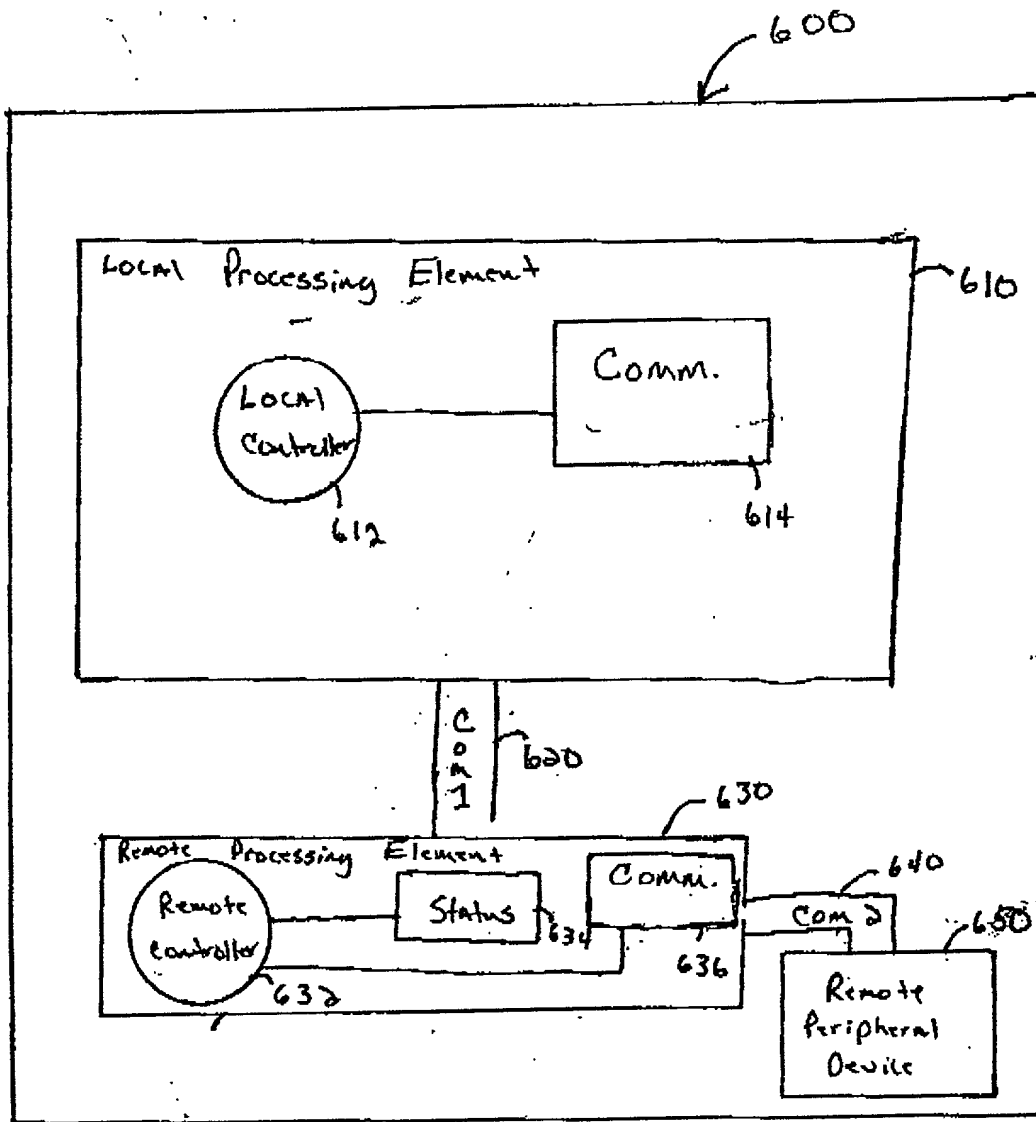 600
Local Processing Element
610
Local
Controller
612
Comm.
614
Com1
620
630
Remote Processing Element
Remote
Controller
632
Status
634
Comm.
636
640
Com 2
650
Remote
Peripheral
Device